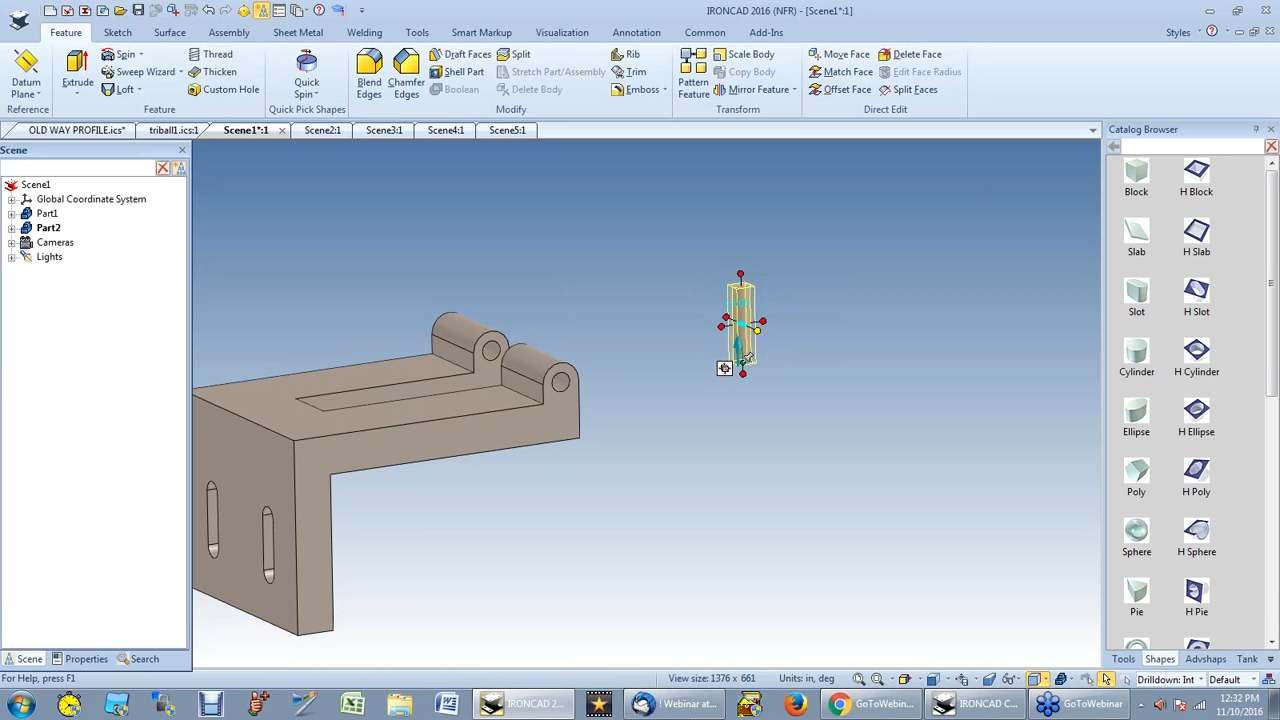 IRONCAD 2016 (NFR) - [Scene1*:1]
Feature Sketch Surface Assembly Sheet Metal Welding Tools Smart Markup Visualization Annotation Common Add-Ins Styles
Datum Plane Reference
Extrude Spin Sweep Wizard Loft Thread Thicken Custom Hole Feature
Quick Spin Quick Pick Shapes
Blend Edges Chamfer Edges Draft Faces Shell Part Boolean Split Stretch Part/Assembly Delete Body Rib Trim Emboss Modify
Pattern Feature Scale Body Copy Body Mirror Feature Transform
Move Face Match Face Offset Face Delete Face Edit Face Radius Split Faces Direct Edit
OLD WAY PROFILE.ics* triball1.ics:1 Scene1*:1 Scene2:1 Scene3:1 Scene4:1 Scene5:1
Scene
Scene1
Global Coordinate System
Part1
Part2
Cameras
Lights
Catalog Browser
Block H Block
Slab H Slab
Slot H Slot
Cylinder H Cylinder
Ellipse H Ellipse
Poly H Poly
Sphere H Sphere
Pie H Pie
Scene Properties Search
Tools Shapes Advshaps Tank
For Help, press F1
View size: 1376 x 661 Units: in, deg
Drilldown: Int Default
IRONCAD 2... ! Webinar at... GoToWebin... IRONCAD C... GoToWebin...
12:32 PM
11/10/2016